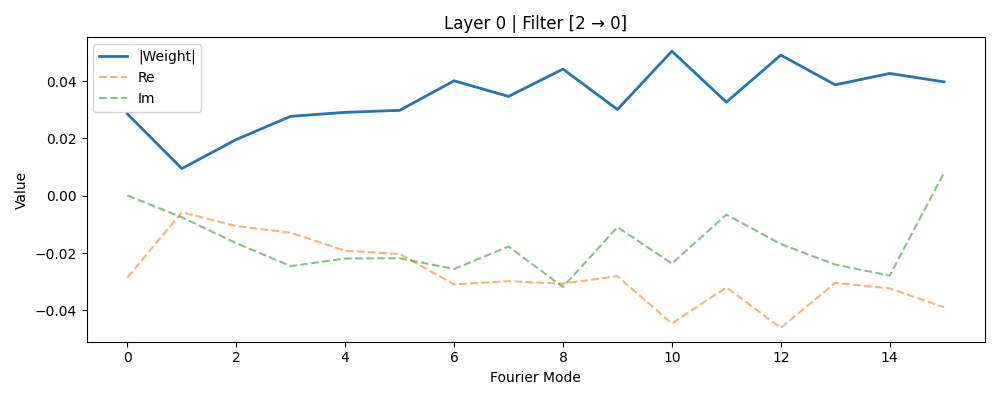 Layer 0 | Filter [2 → 0]
|Weight|
Re
Im
Value
0.04
0.02
0.00
−0.02
−0.04
0 2 4 6 8 10 12 14
Fourier Mode